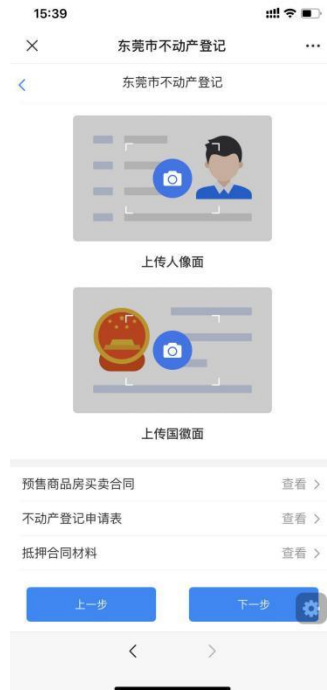 15:39
东莞市不动产登记
东莞市不动产登记
上传人像面
上传国徽面
预售商品房买卖合同 查看
不动产登记申请表 查看
抵押合同材料 查看
上一步 下一步